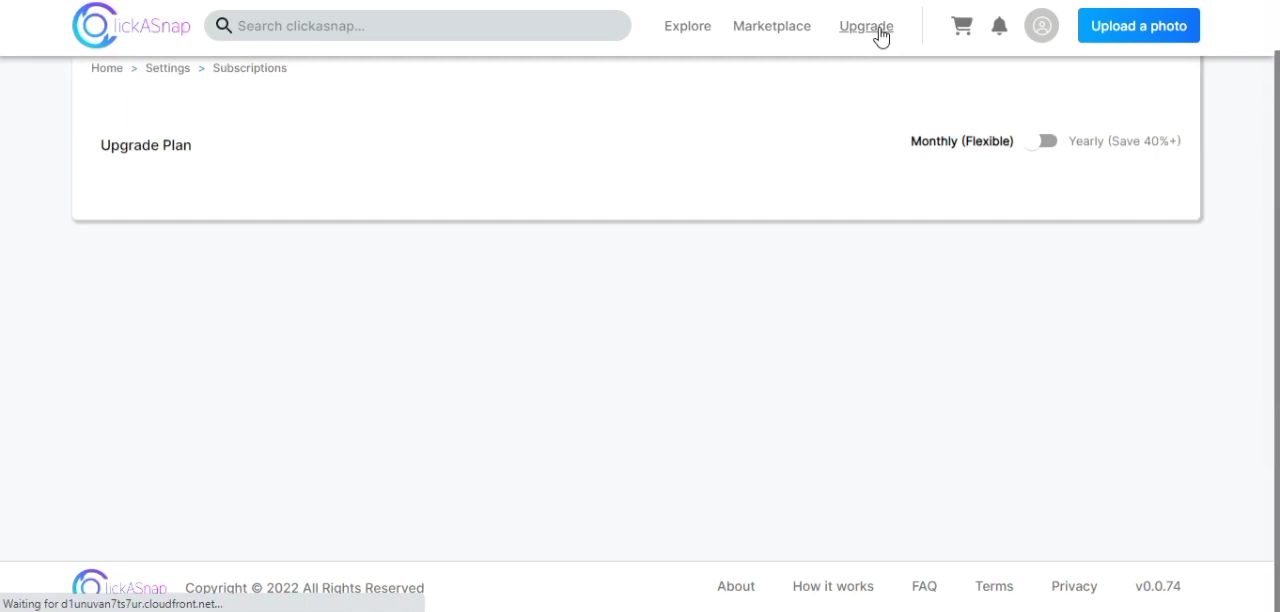 lickASnap
Search clickasnap...
Explore
Marketplace
Upgrade
Upload a photo
Home > Settings > Subscriptions
Upgrade Plan
Monthly (Flexible)
Yearly (Save 40%+)
lickASnap
Copyright © 2022 All Rights Reserved
About
How it works
FAQ
Terms
Privacy
v0.0.74
Waiting for d1unuvan7ts7ur.cloudfront.net...